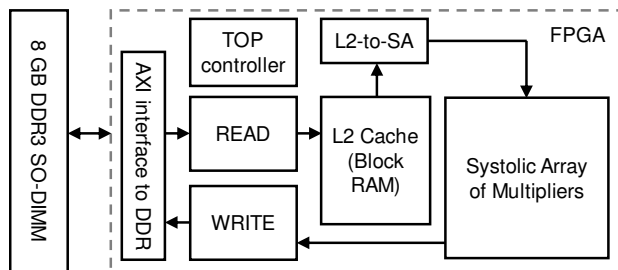 8 GB DDR3
SO-DIMM
AXI interface to DDR
TOP
controller
READ
WRITE
L2-to-SA
L2 Cache
(Block
RAM)
FPGA
Systolic Array
of Multipliers